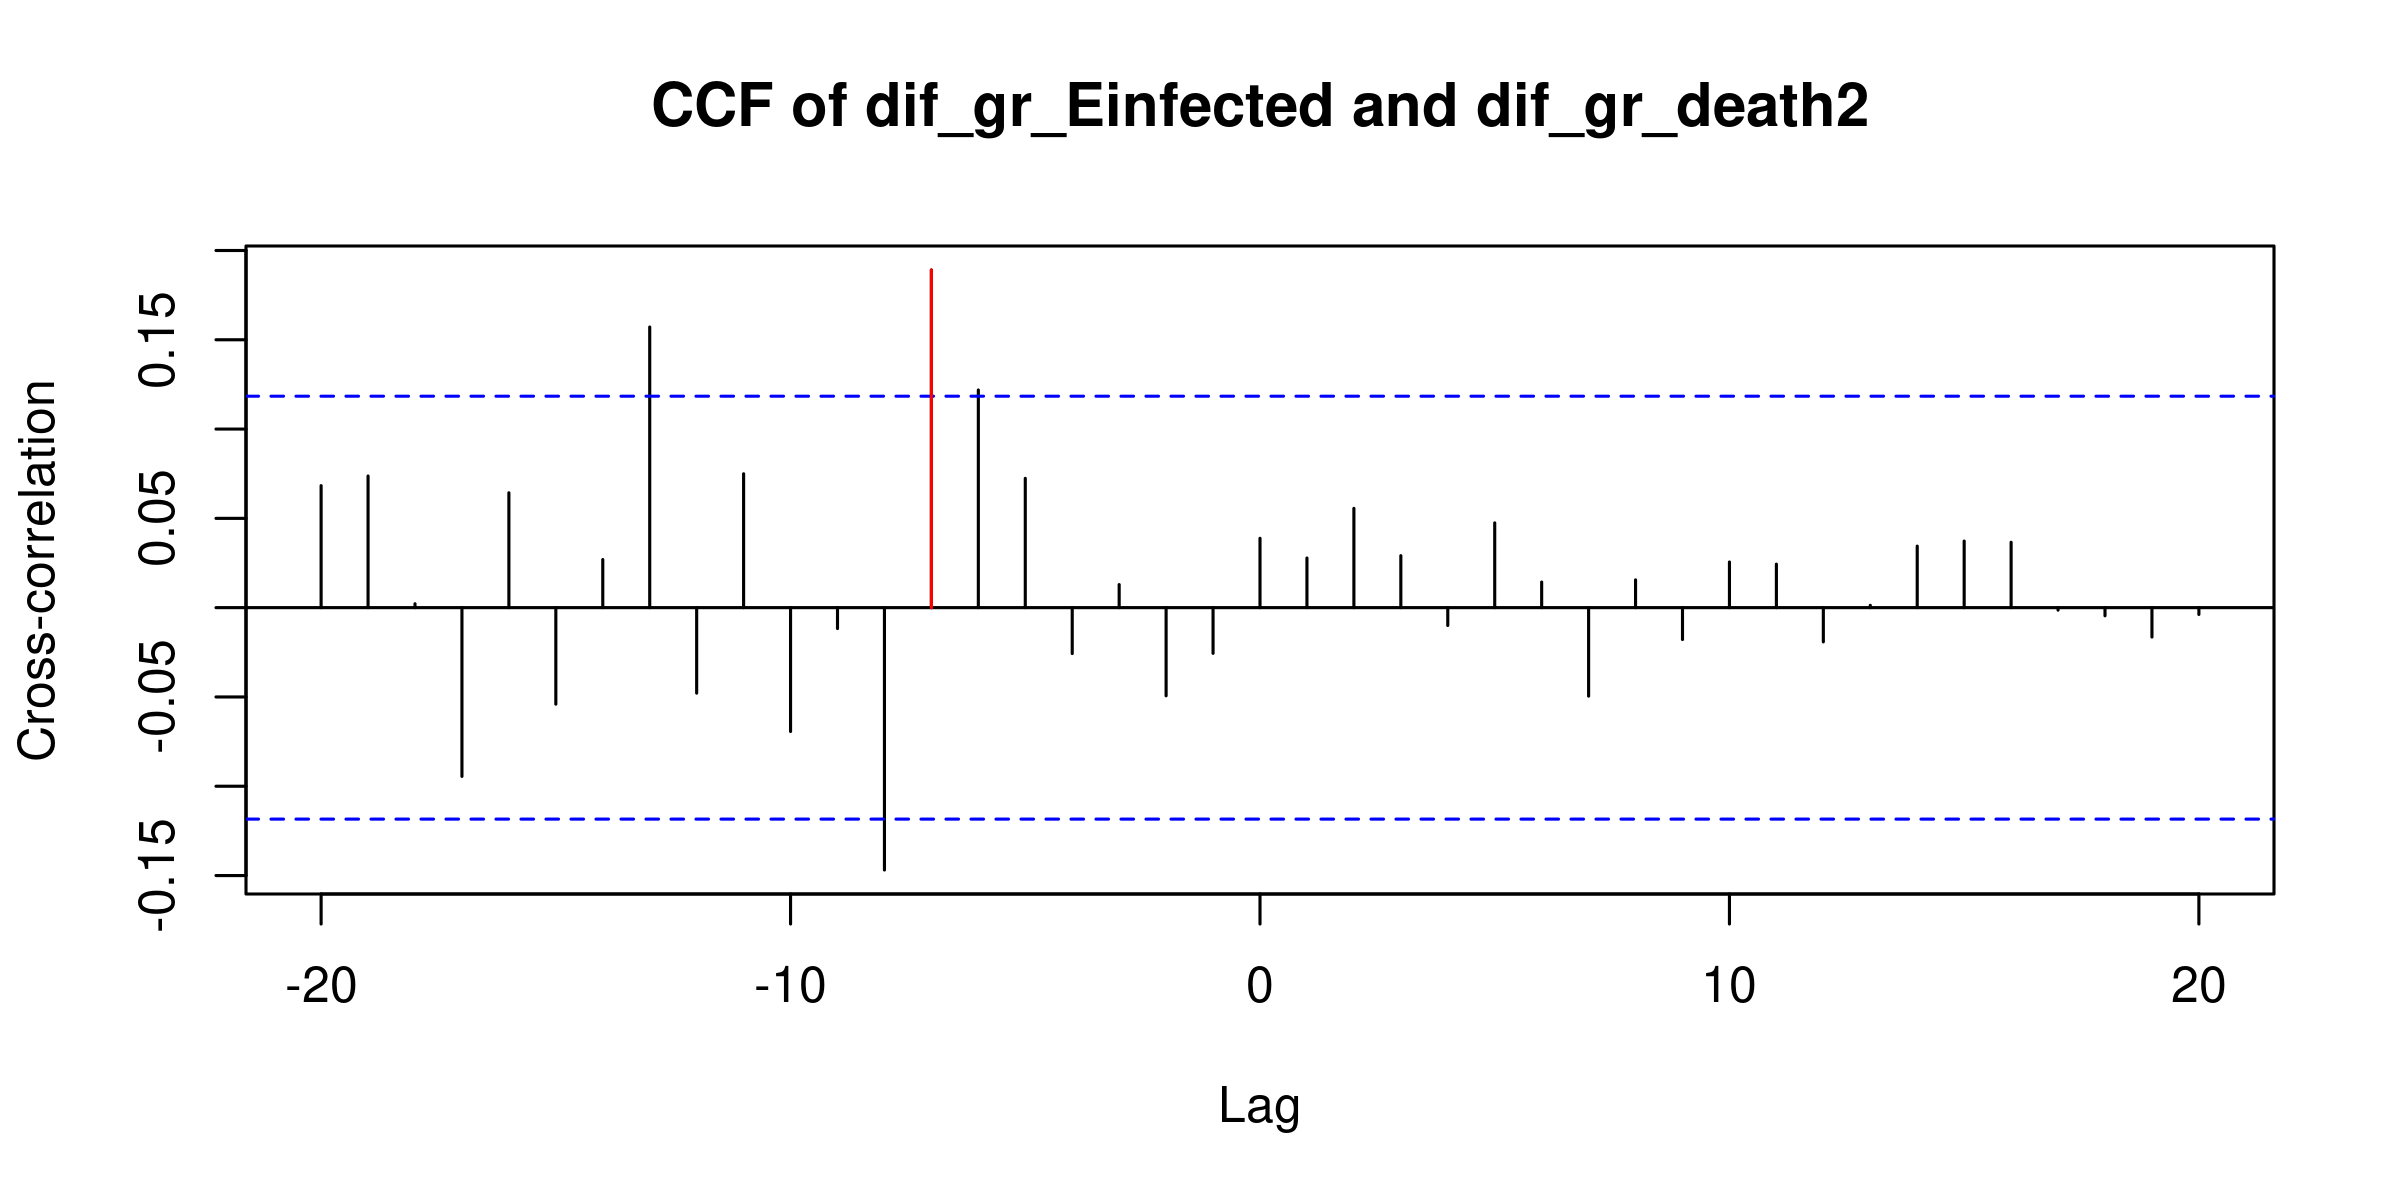 CCF of dif_gr_Einfected and dif_gr_death2
Cross-correlation
0.15
0.05
-0.05
-0.15
-20 -10 0 10 20
Lag